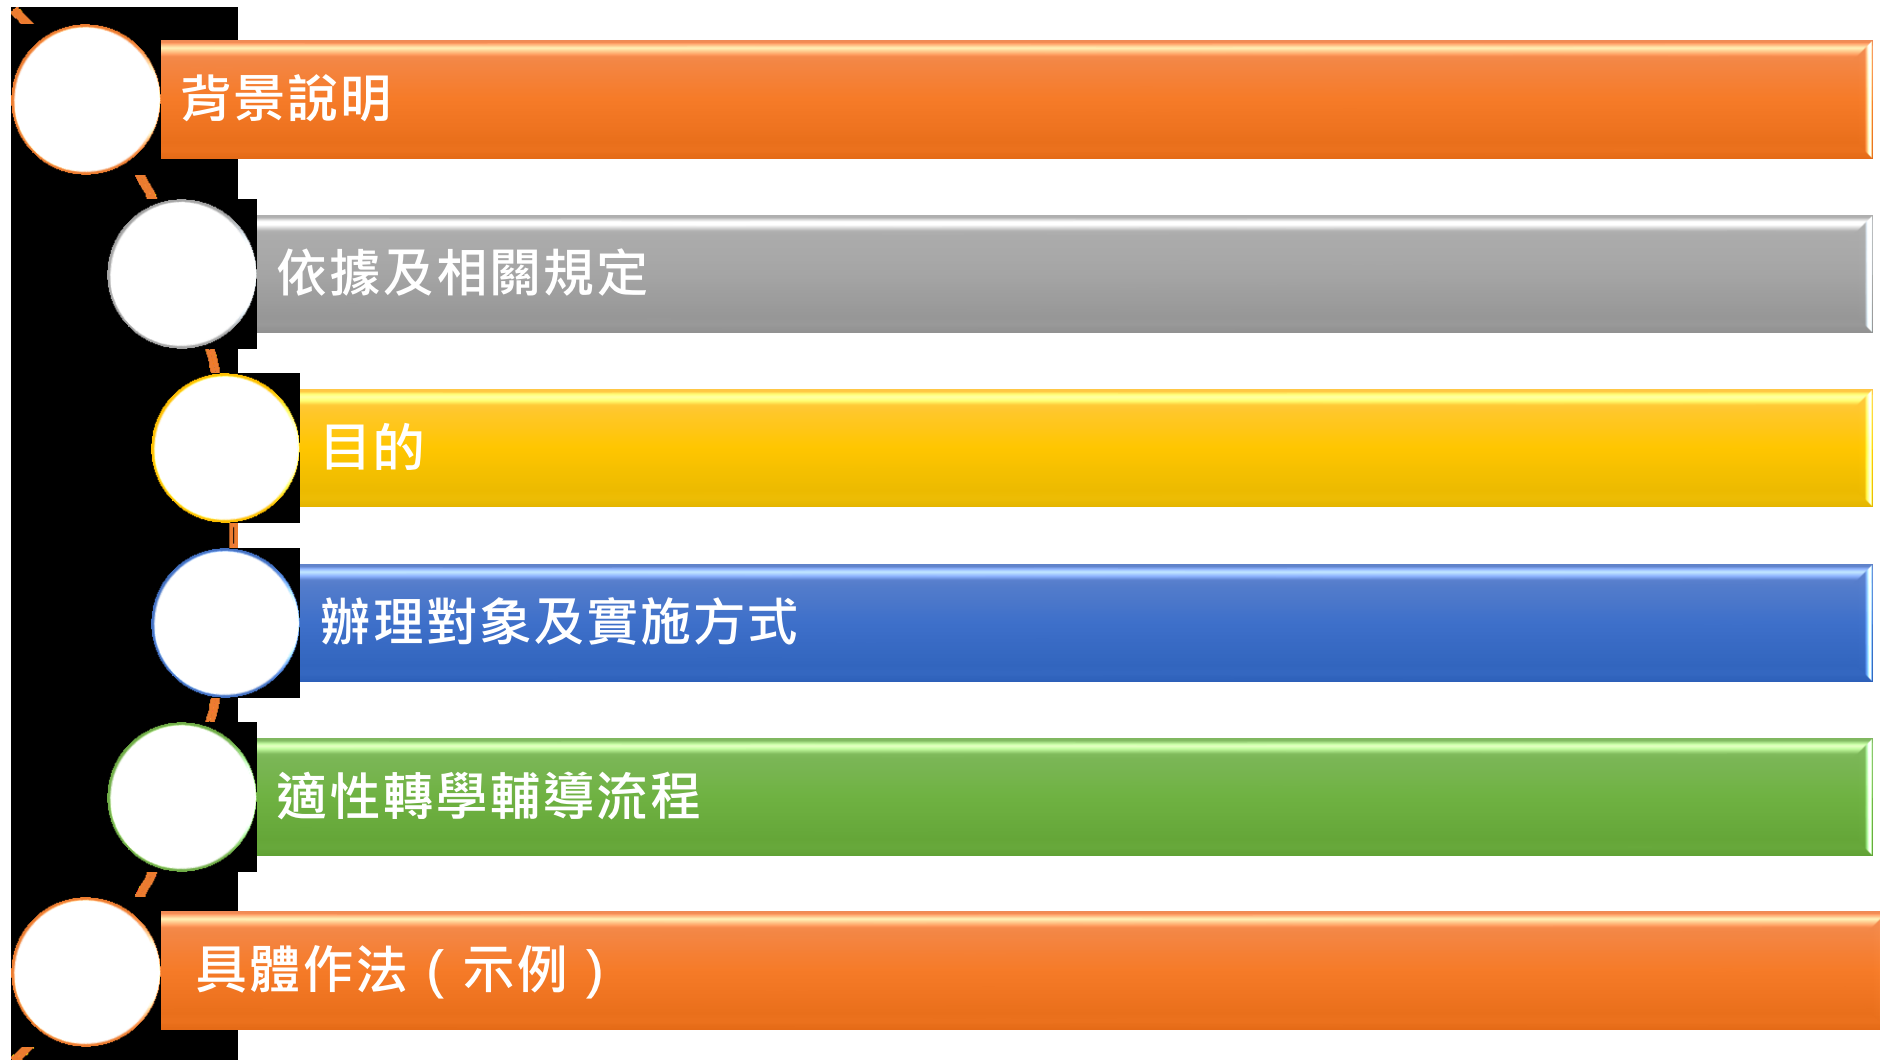 背景說明
依據及相關規定
目的
辦理對象及實施方式
適性轉學輔導流程
具體作法（示例）